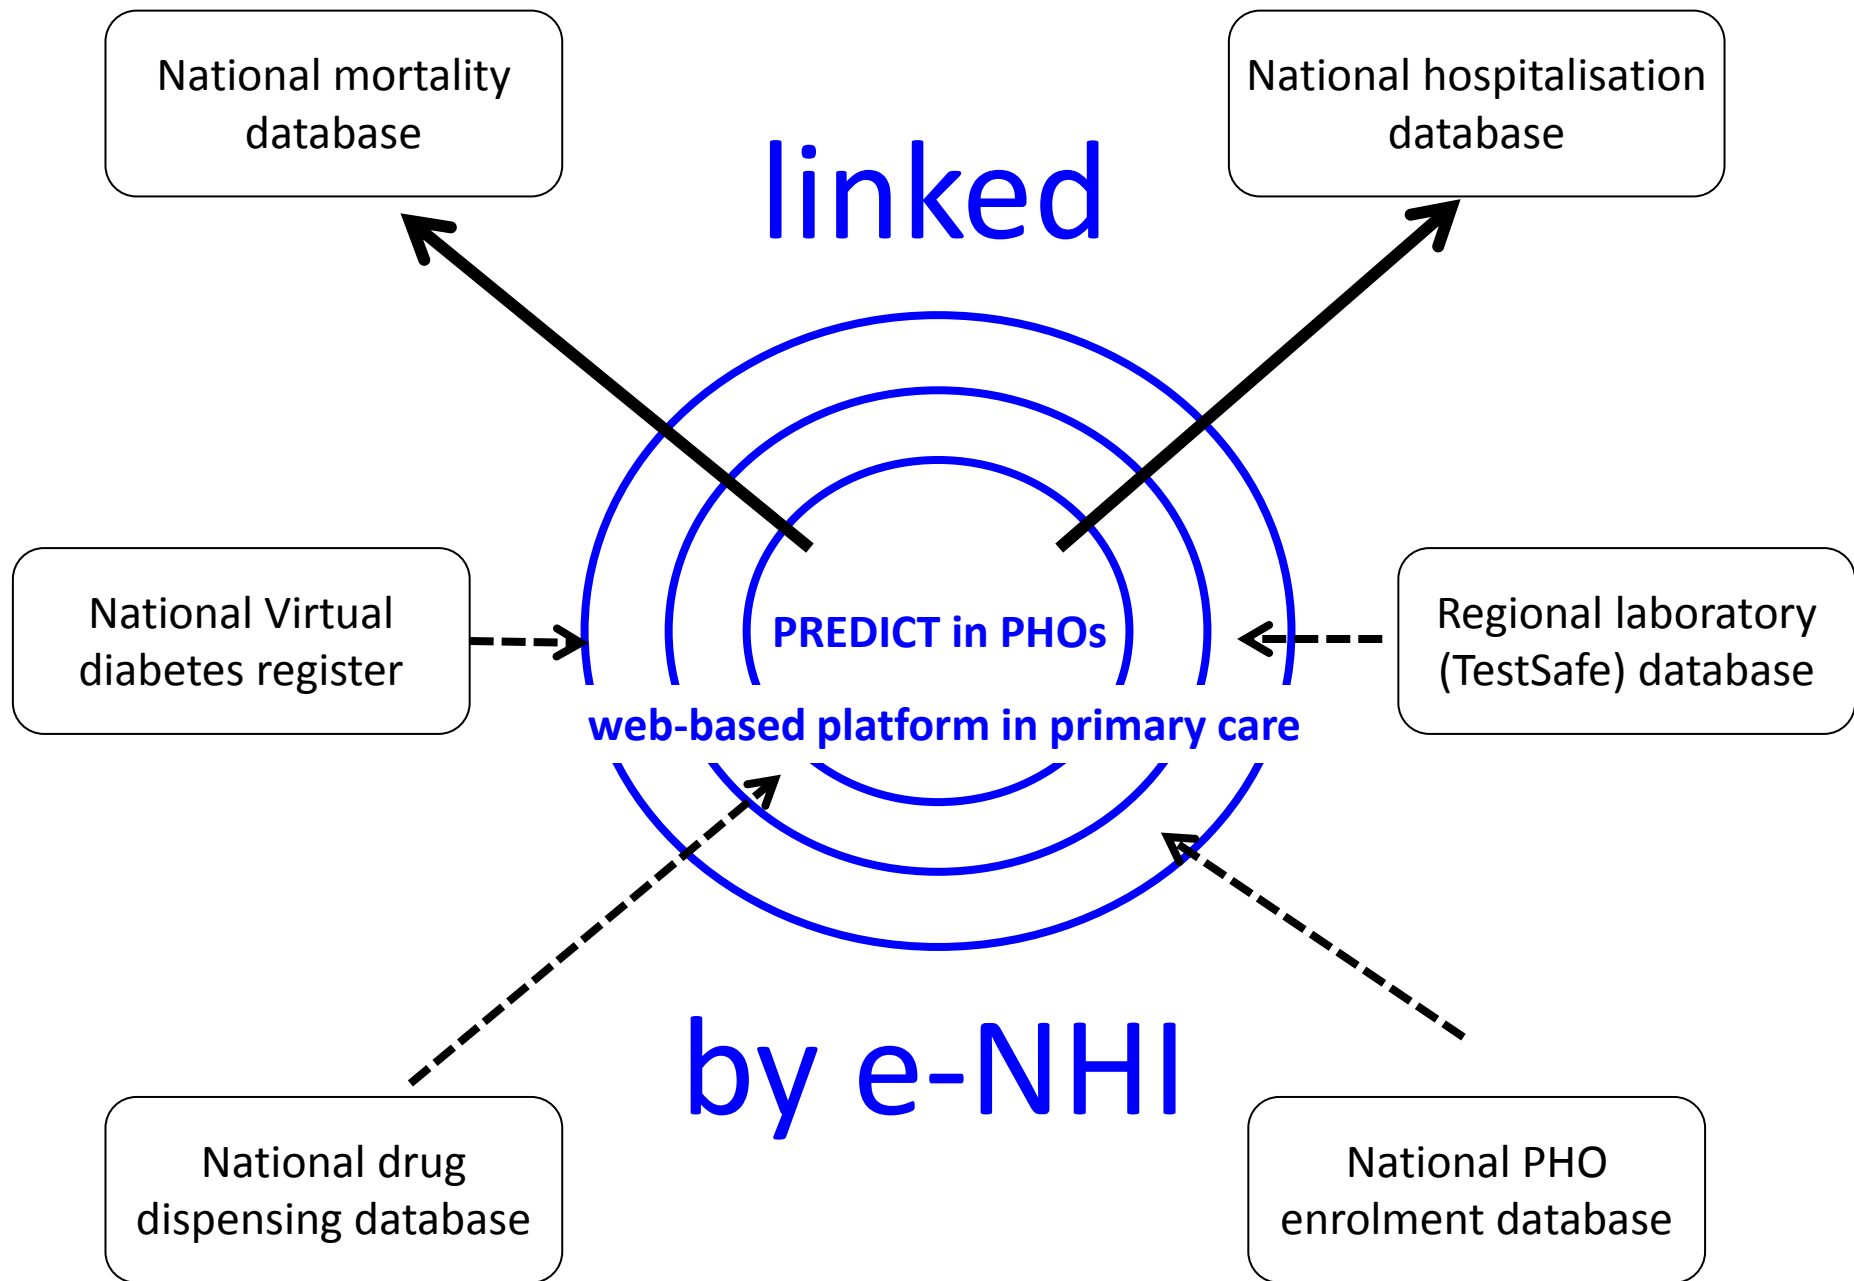 National mortality
database
National hospitalisation
database
linked
National Virtual
diabetes register
PREDICT in PHOs
web-based platform in primary care
Regional laboratory
(TestSafe) database
by e-NHI
National drug
dispensing database
National PHO
enrolment database